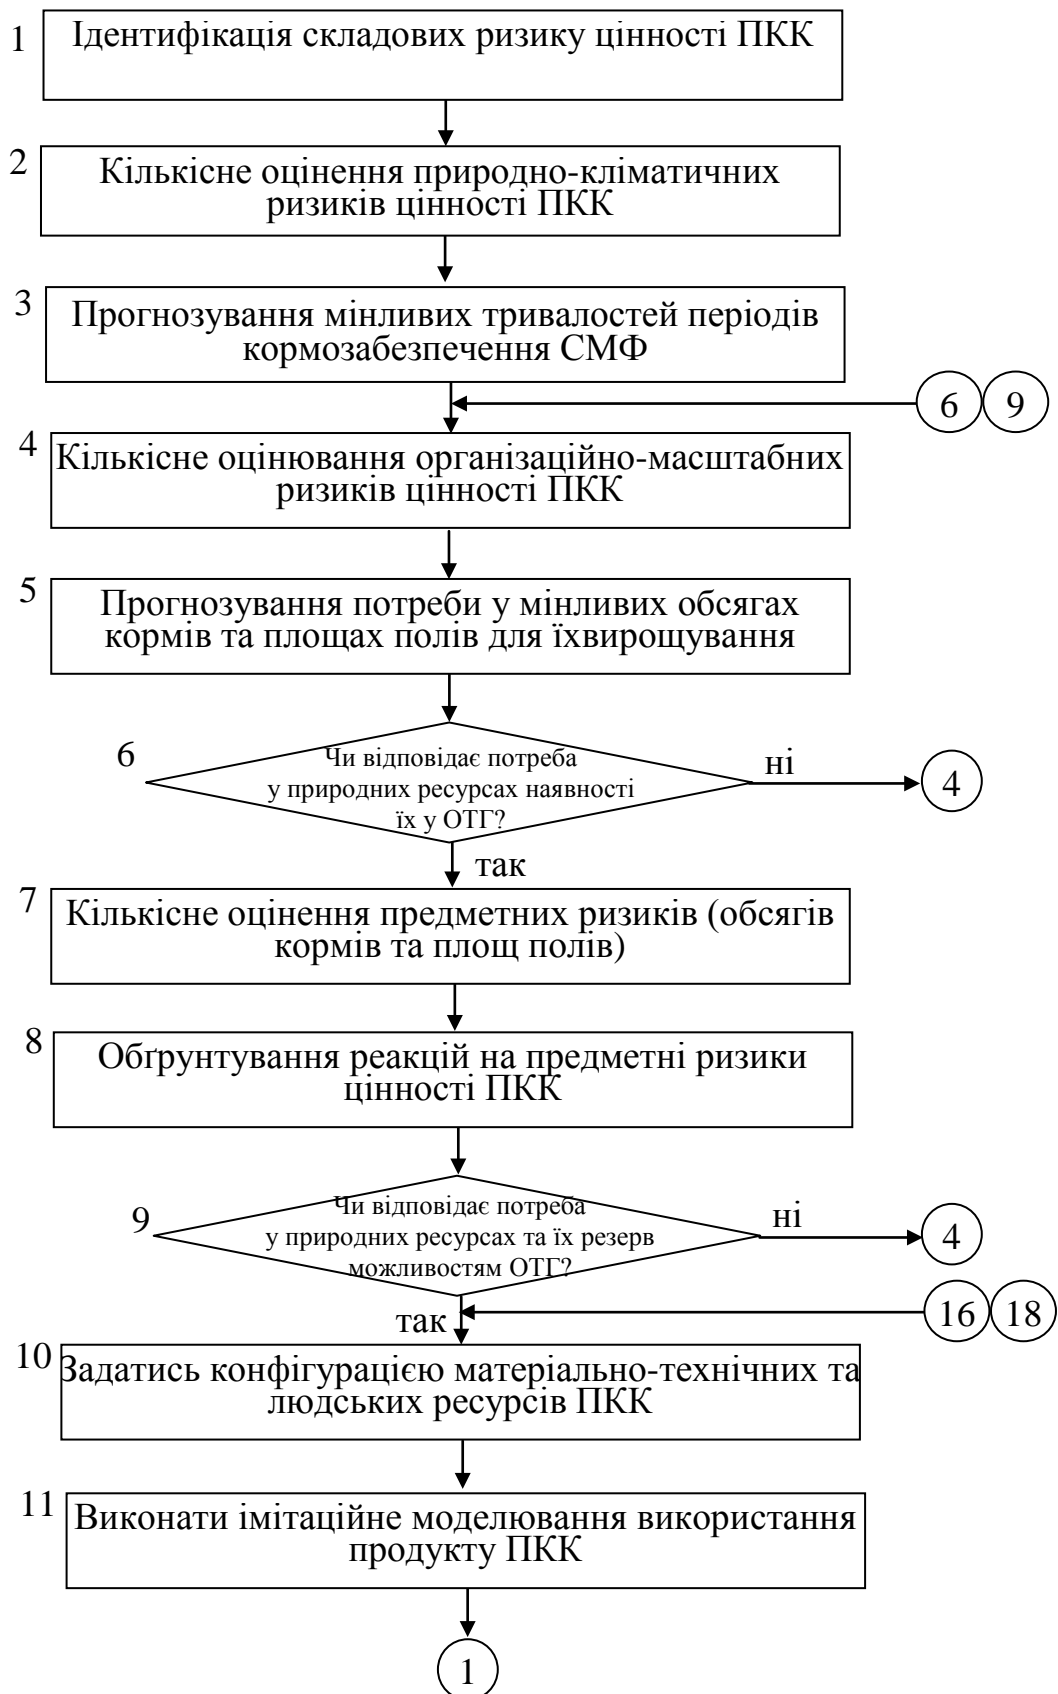 1
Ідентифікація складових ризику цінності ПКК
2
Кількісне оцінення природно-кліматичних
ризиків цінності ПКК
3
Прогнозування мінливих тривалостей періодів
кормозабезпечення СМФ
6 9
4
Кількісне оцінювання організаційно-масштабних
ризиків цінності ПКК
5
Прогнозування потреби у мінливих обсягах
кормів та площах полів для їхвирощування
6
Чи відповідає потреба
у природних ресурсах наявності
їх у ОТГ?
ні
4
так
7
Кількісне оцінення предметних ризиків (обсягів
кормів та площ полів)
8
Обґрунтування реакцій на предметні ризики
цінності ПКК
9
Чи відповідає потреба
у природних ресурсах та їх резерв
можливостям ОТГ?
ні
4
так
16 18
10
Задатись конфігурацією матеріально-технічних та
людських ресурсів ПКК
11
Виконати імітаційне моделювання використання
продукту ПКК
1